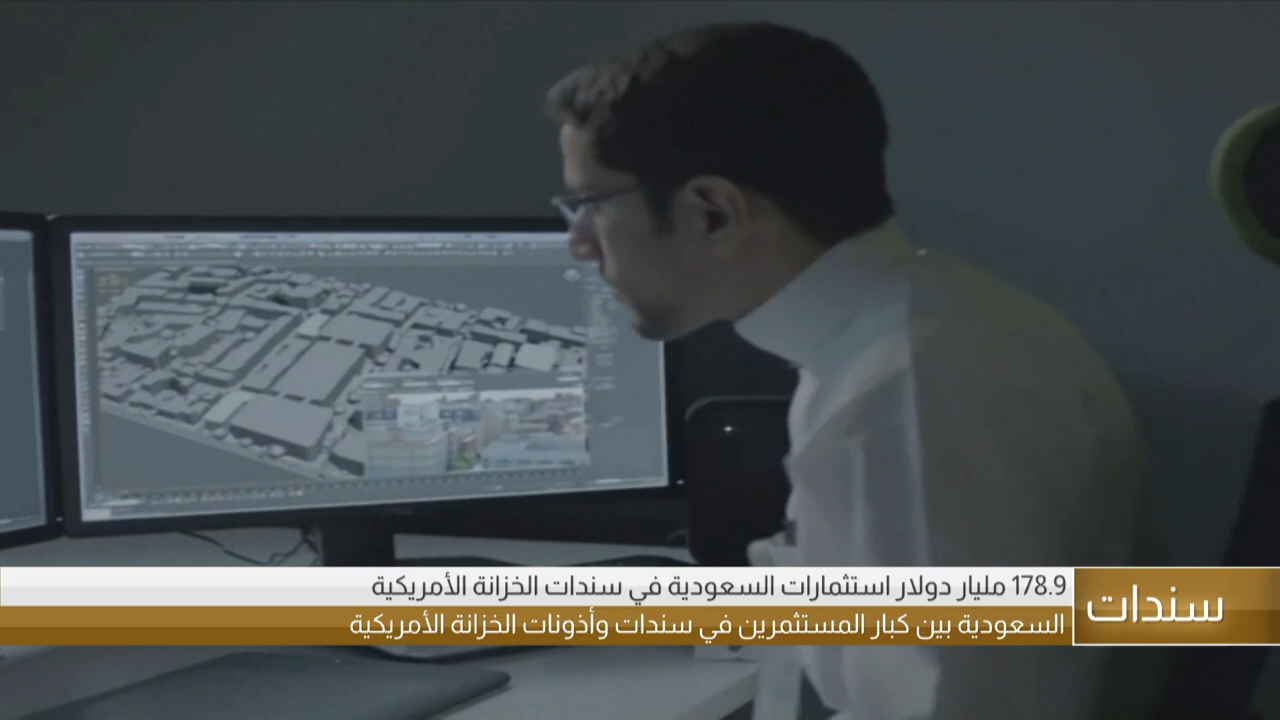 سندات
178.9 مليار دولار استثمارات السعودية في سندات الخزانة الأمريكية
السعودية بين كبار المستثمرين في سندات وأذونات الخزانة الأمريكية